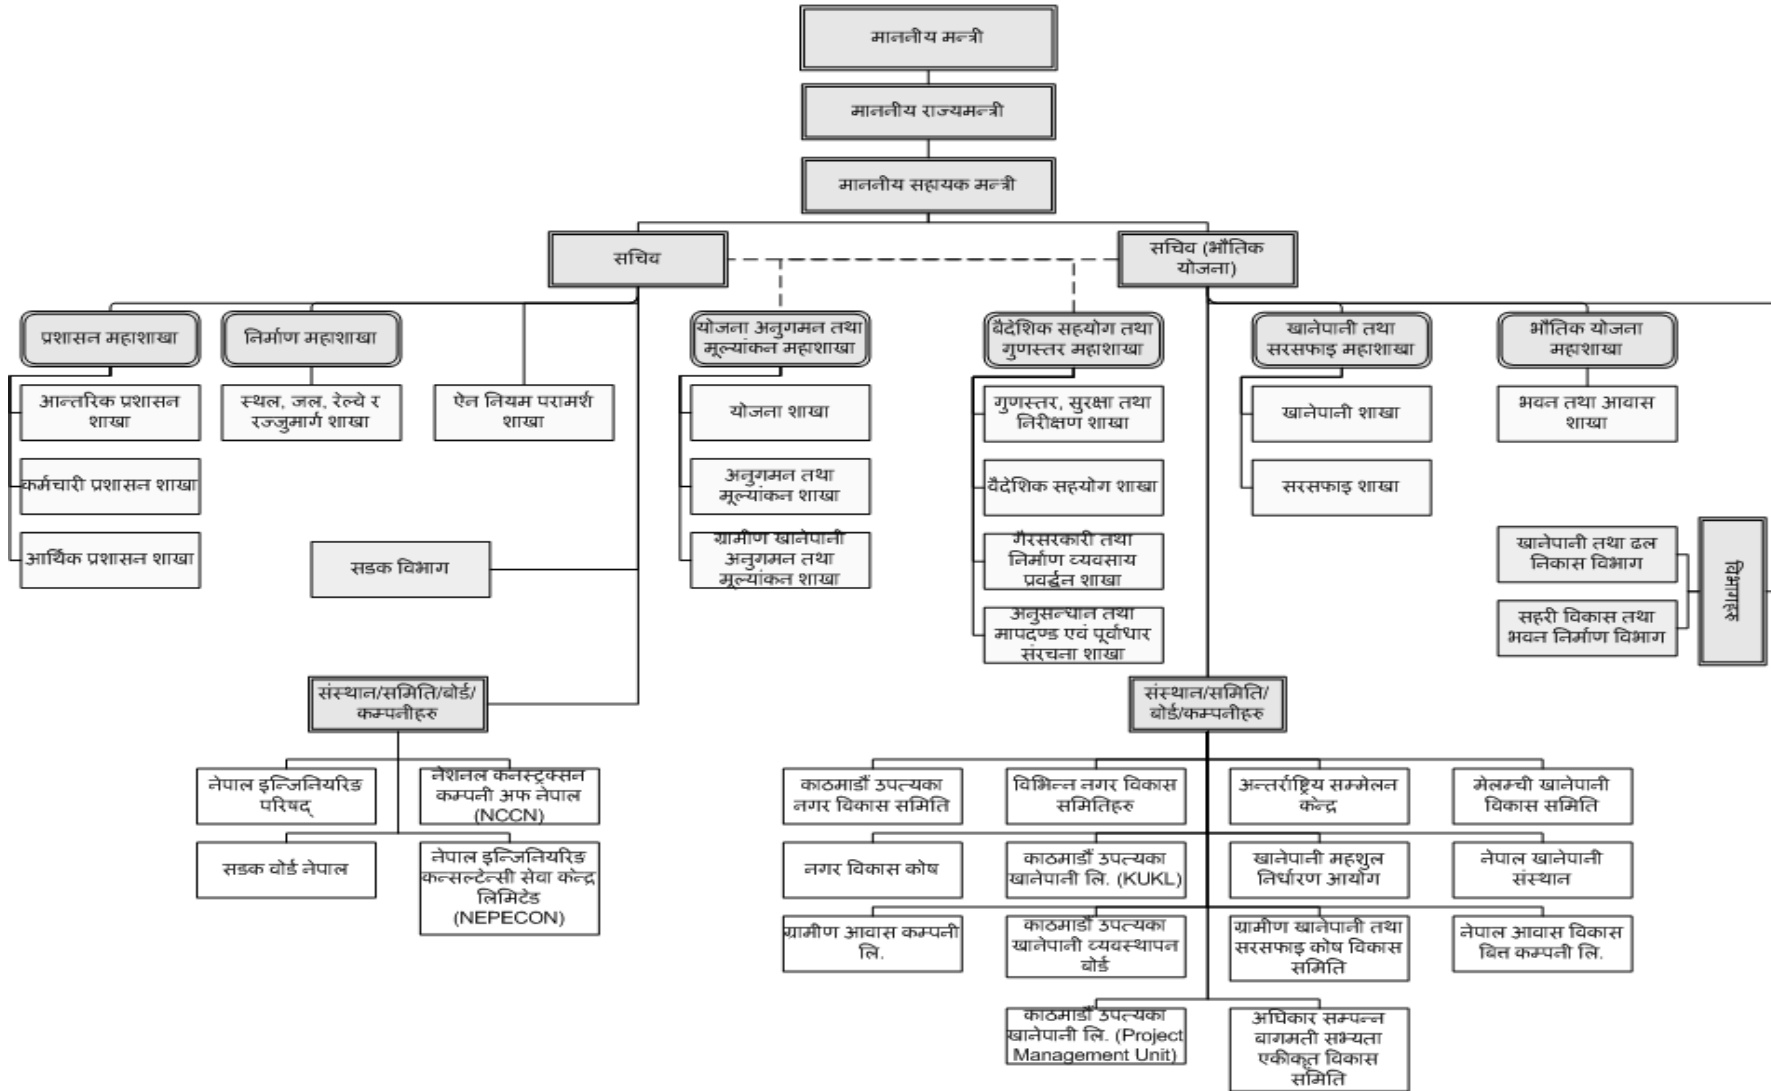 माननीय मन्त्री
माननीय राज्यमन्त्री
माननीय सहायक मन्त्री
सचिव
सचिव (भौतिक
योजना)
प्रशासन महाशाखा
निर्माण महाशाखा
योजना अनुगमन तथा
मूल्यांकन महाशाखा
बैदेशिक सहयोग तथा
गुणस्तर महाशाखा
खानेपानी तथा
सरसफाइ महाशाखा
भौतिक योजना
महाशाखा
आन्तरिक प्रशासन
शाखा
स्थल, जल, रेल्वे र
रज्जुमार्ग शाखा
ऐन नियम परामर्श
शाखा
योजना शाखा
गुणस्तर, सुरक्षा तथा
निरीक्षण शाखा
खानेपानी शाखा
भवन तथा आवास
शाखा
कर्मचारी प्रशासन शाखा
अनुगमन तथा
मूल्यांकन शाखा
वैदेशिक सहयोग शाखा
सरसफाइ शाखा
आर्थिक प्रशासन शाखा
सडक विभाग
ग्रामीण खानेपानी
अनुगमन तथा
मूल्यांकन शाखा
गैरसरकारी तथा
निर्माण व्यवसाय
प्रवर्द्धन शाखा
खानेपानी तथा ढल
निकास विभाग
विभागहरु
अनुसन्धान तथा
मापदण्ड एवं पूर्वाधार
संरचना शाखा
सहरी विकास तथा
भवन निर्माण विभाग
संस्थान/समिति/बोर्ड/
कम्पनीहरु
संस्थान/समिति/
बोर्ड/कम्पनीहरु
नेपाल इन्जिनियरिङ
परिषद्
नेशनल कनस्ट्रक्सन
कम्पनी अफ नेपाल
(NCCN)
काठमाडौं उपत्यका
नगर विकास समिति
विभिन्न नगर विकास
समितिहरु
अन्तर्राष्ट्रिय सम्मेलन
केन्द्र
मेलम्ची खानेपानी
विकास समिति
सडक वोर्ड नेपाल
नेपाल इन्जिनियरिङ
कन्सल्टेन्सी सेवा केन्द्र
लिमिटेड
(NEPECON)
नगर विकास कोष
काठमाडौं उपत्यका
खानेपानी लि. (KUKL)
खानेपानी महशुल
निर्धारण आयोग
नेपाल खानेपानी
संस्थान
ग्रामीण आवास कम्पनी
लि.
काठमाडौं उपत्यका
खानेपानी व्यवस्थापन
बोर्ड
ग्रामीण खानेपानी तथा
सरसफाइ कोष विकास
समिति
नेपाल आवास विकास
बित्त कम्पनी लि.
काठमाडौं उपत्यका
खानेपानी लि. (Project
Management Unit)
अधिकार सम्पन्न
बागमती सभ्यता
एकीकृत विकास
समिति